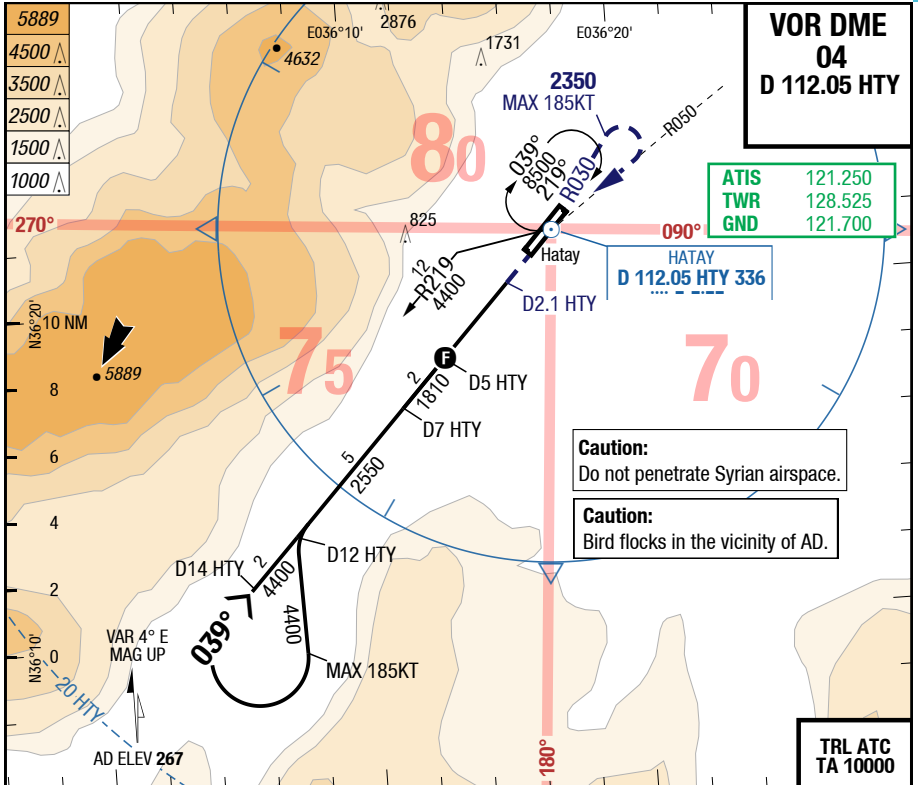 5889
4500
3500
2500
1500
1000
2876
E036°10'
E036°20'
1731
4632
VOR DME
04
D 112.05 HTY
2350
MAX 185KT
R050
80
039°
8500
219°
R030
ATIS 121.250
TWR 128.525
GND 121.700
270°
825
090°
Hatay
HATAY
D 112.05 HTY 336
12
R219
4400
D2.1 HTY
N36°20'
10 NM
75
70
5889
F
D5 HTY
2
1810
8
D7 HTY
6
5
2550
Caution:
Do not penetrate Syrian airspace.
Caution:
Bird flocks in the vicinity of AD.
4
D12 HTY
D14 HTY
2
4400
2
4400
039°
VAR 4° E
MAG UP
N36°10'
0
MAX 185KT
20 HTY
AD ELEV 267
180°
TRL ATC
TA 10000